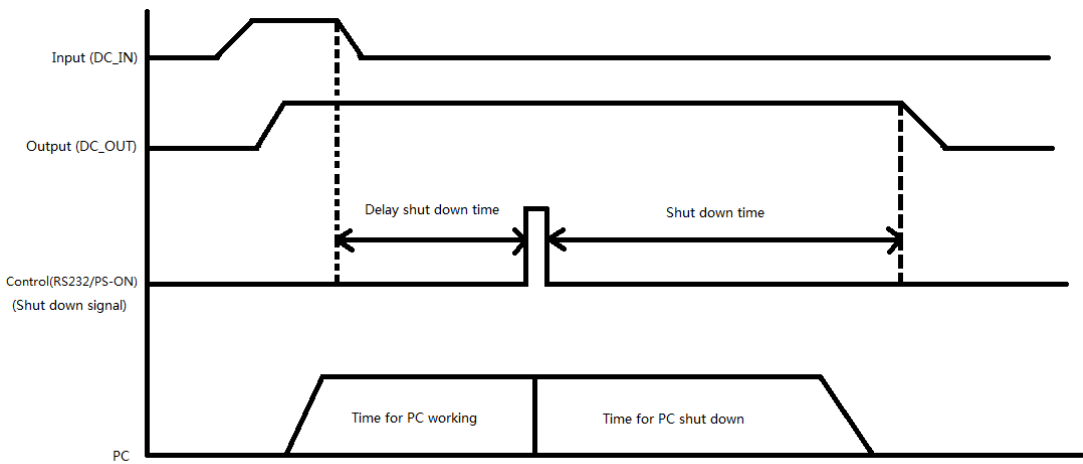 Input (DC_IN)
Output (DC_OUT)
Delay shut down time
Shut down time
Control(RS232/PS-ON)
(Shut down signal)
Time for PC working
Time for PC shut down
PC